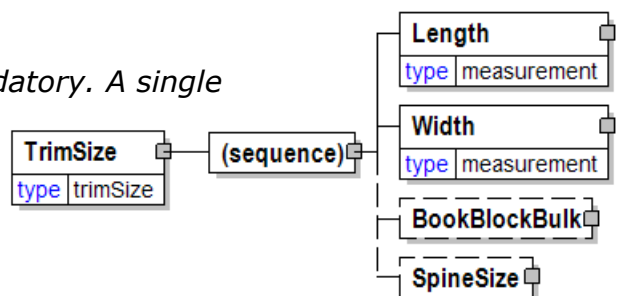 datory. A single
TrimSize
type trimSize
(sequence)
Length
type measurement
Width
type measurement
BookBlockBulk
SpineSize